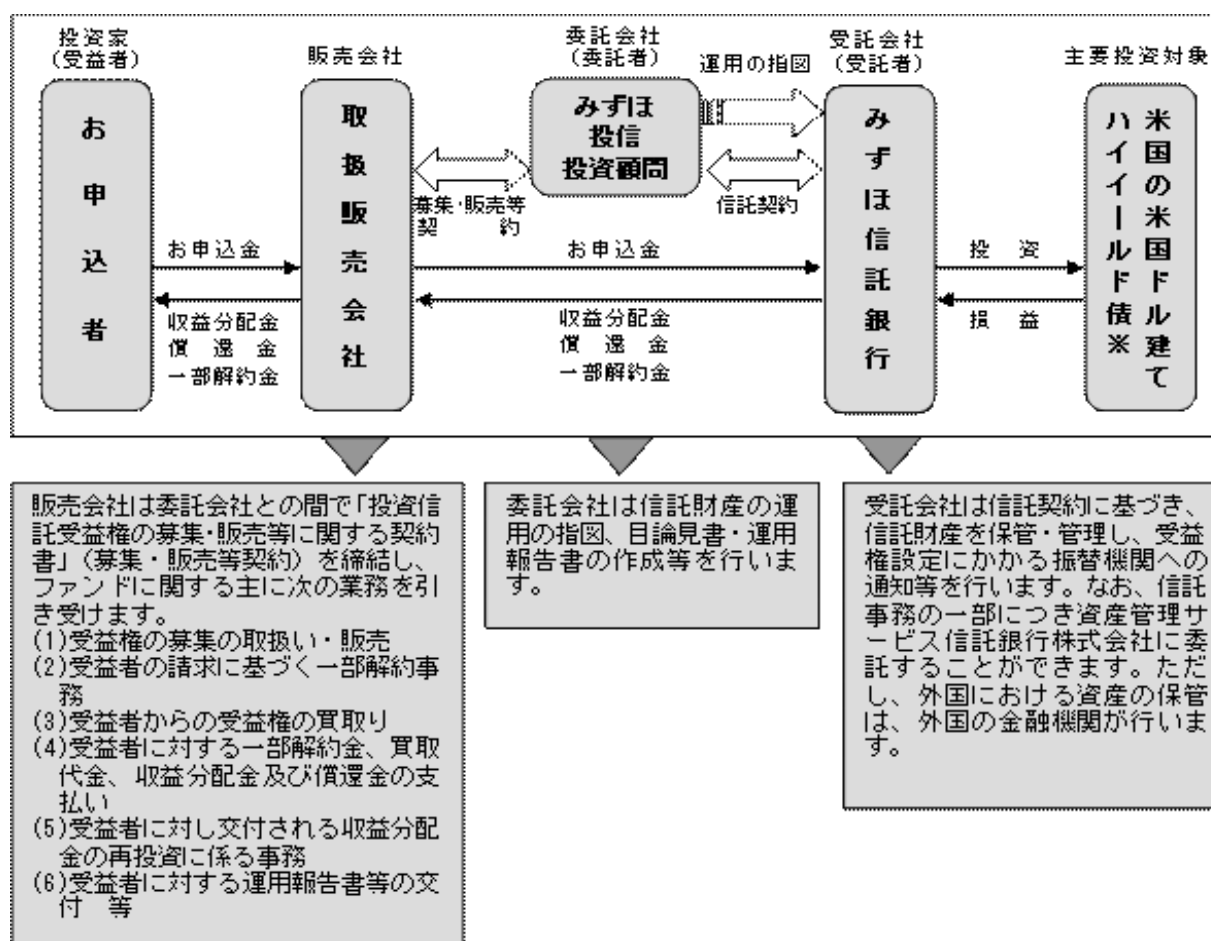 投資家
(受益者)
お申込者
販売会社
取扱販売会社
委託会社
(委託者)
みずほ
投信
投資顧問
運用の指図
受託会社
(受託者)
みずほ信託銀行
主要投資対象
米国の米国ドル建て
ハイイールド債※
募集・販売等
契　約
信託契約
お申込金
お申込金
投　資
収益分配金
償　還　金
一部解約金
収益分配金
償　還　金
一部解約金
損　益
販売会社は委託会社との間で「投資信
託受益権の募集・販売等に関する契約
書」(募集・販売等契約) を締結し、
ファンドに関する主に次の業務を引
き受けます。
(1)受益権の募集の取扱い・販売
(2)受益者の請求に基づく一部解約事
務
(3)受益者からの受益権の買取り
(4)受益者に対する一部解約金、買取
代金、収益分配金及び償還金の支
払い
(5)受益者に対し交付される収益分配
金の再投資に係る事務
(6)受益者に対する運用報告書等の交
付　等
委託会社は信託財産の運
用の指図、目論見書・運用
報告書の作成等を行いま
す。
受託会社は信託契約に基づき、
信託財産を保管・管理し、受益
権設定にかかる振替機関への
通知等を行います。なお、信託
事務の一部につき資産管理サ
ービス信託銀行株式会社に委
託することができます。ただ
し、外国における資産の保管
は、外国の金融機関が行いま
す。